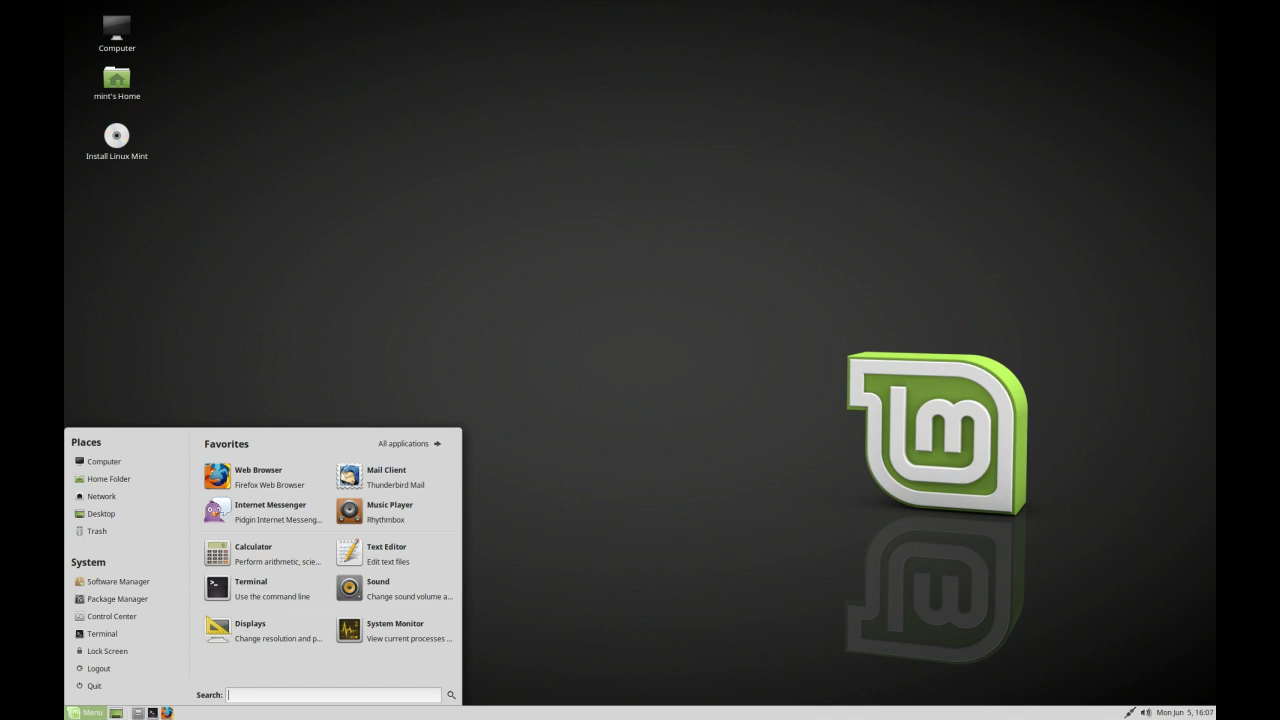 Computer
mint's Home
Install Linux Mint
Places
Computer
Home Folder
Network
Desktop
Trash
System
Software Manager
Package Manager
Control Center
Terminal
Lock Screen
Logout
Quit
Favorites
All applications
Web Browser
Firefox Web Browser
Mail Client
Thunderbird Mail
Internet Messenger
Pidgin Internet Messeng...
Music Player
Rhythmbox
Calculator
Perform arithmetic, scie...
Text Editor
Edit text files
Terminal
Use the command line
Sound
Change sound volume a...
Displays
Change resolution and p...
System Monitor
View current processes ...
Search:
Menu
Mon Jun 5, 16:07
lm